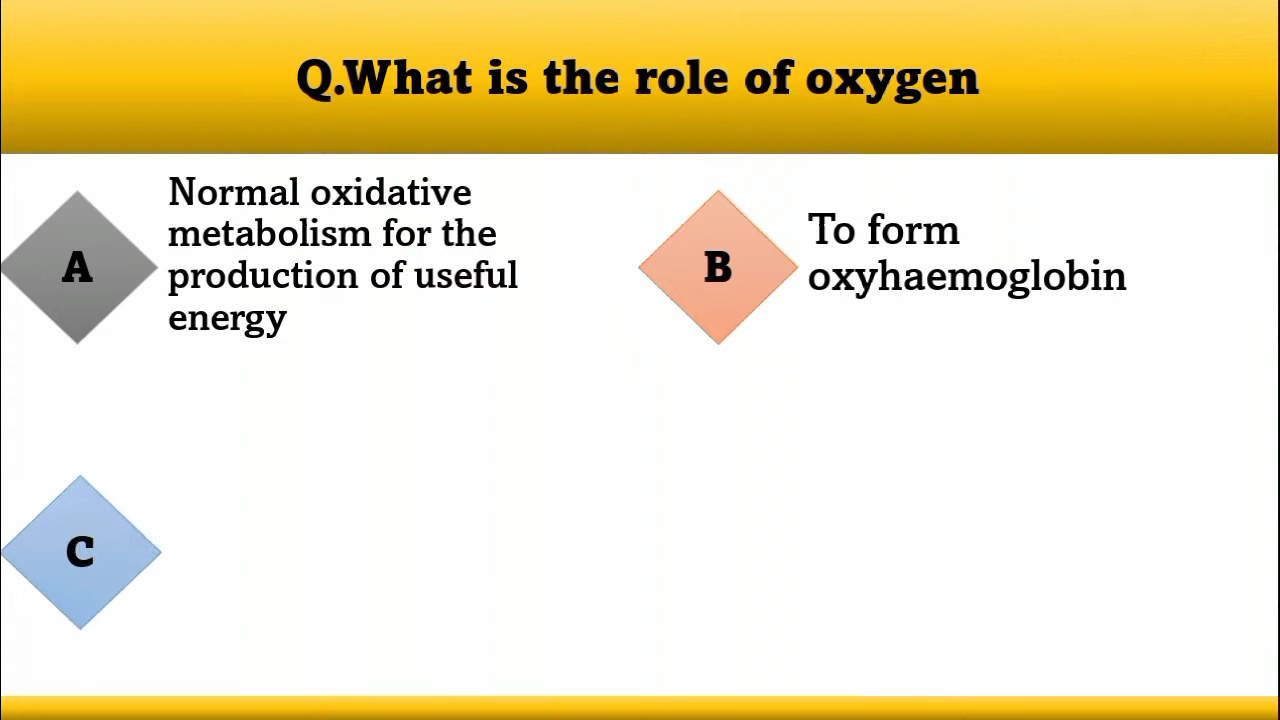 Q.What is the role of oxygen
A
Normal oxidative
metabolism for the
production of useful
energy
B
To form
oxyhaemoglobin
C